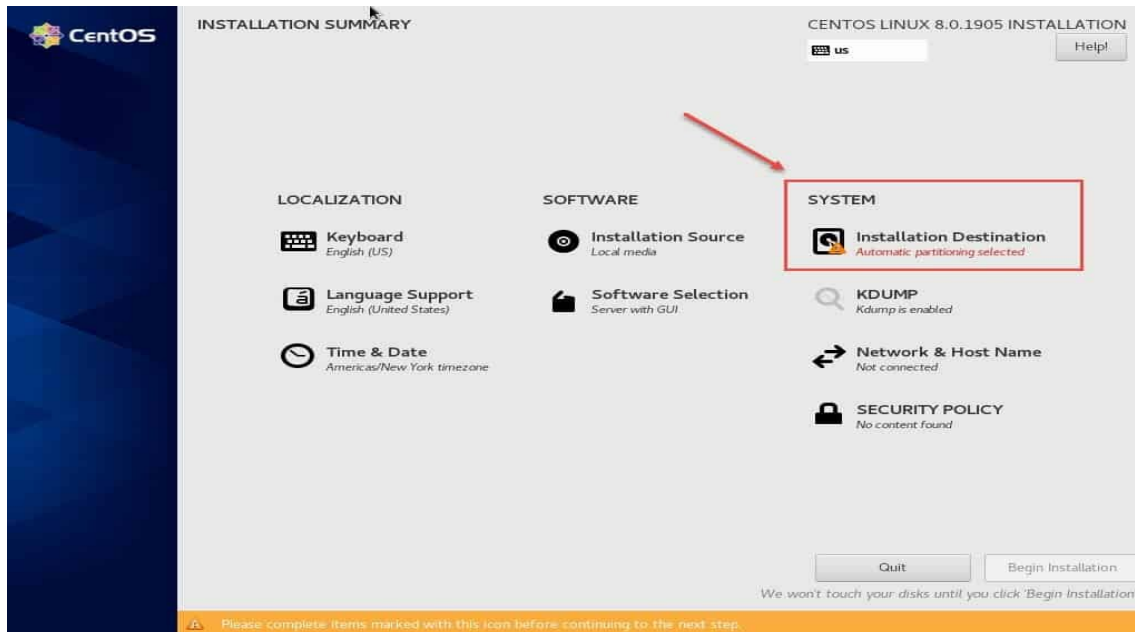 CentOS
INSTALLATION SUMMARY
CENTOS LINUX 8.0.1905 INSTALLATION
us
Help!
LOCALIZATION
Keyboard
English (US)
Language Support
English (United States)
Time & Date
Americas/New York timezone
SOFTWARE
Installation Source
Local media
Software Selection
Server with GUI
SYSTEM
Installation Destination
Automatic partitioning selected
KDUMP
Kdump is enabled
Network & Host Name
Not connected
SECURITY POLICY
No content found
Quit
Begin Installation
We won't touch your disks until you click 'Begin Installation
Please complete items marked with this icon before continuing to the next step.